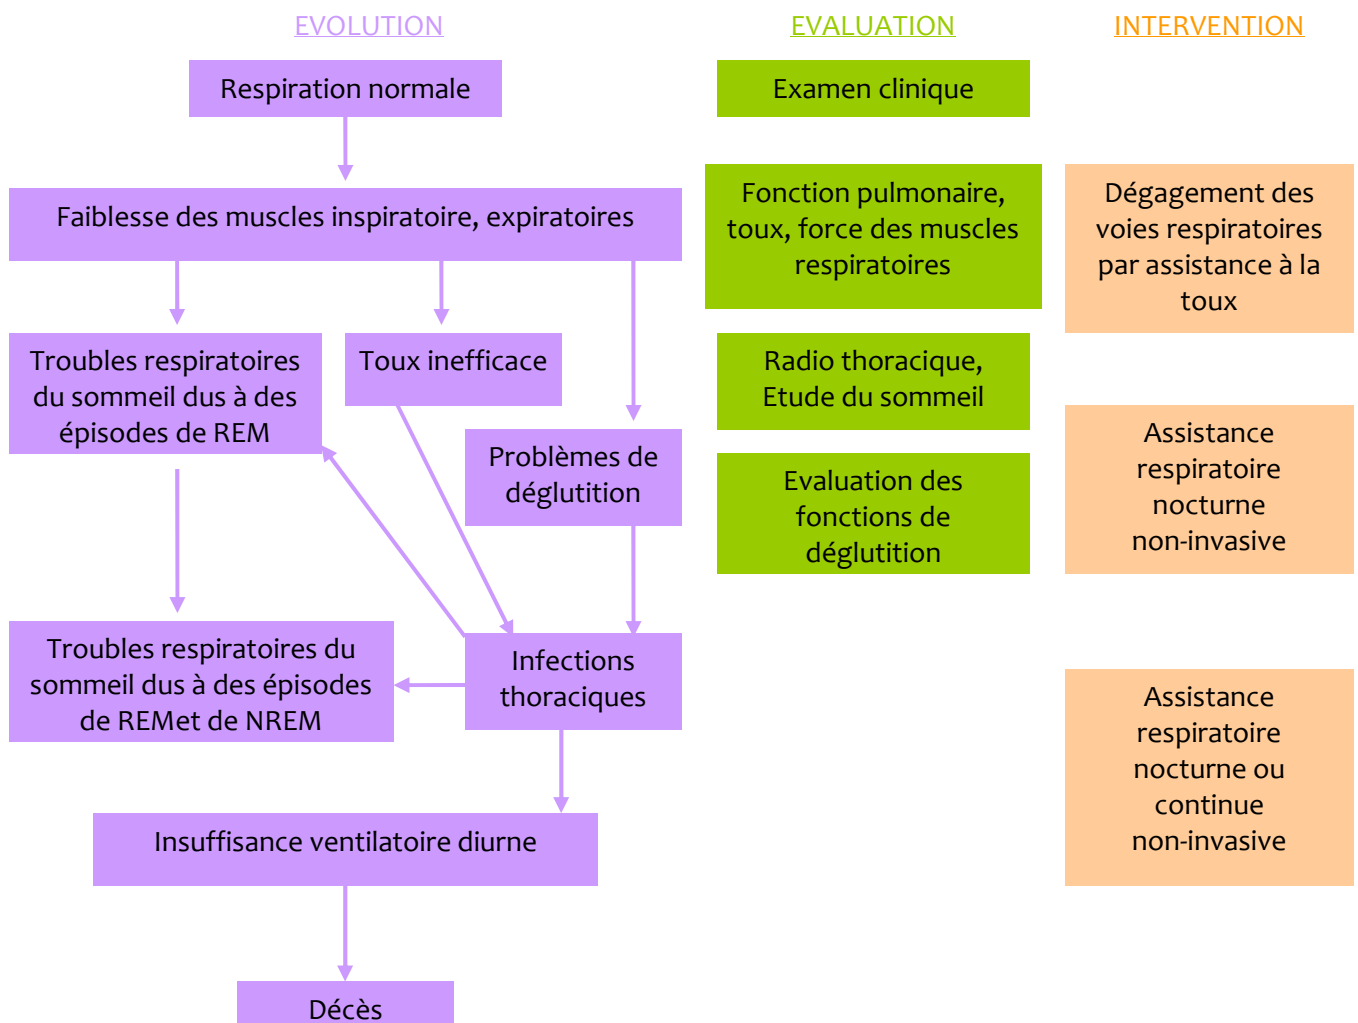 EVOLUTION
EVALUATION
INTERVENTION
Respiration normale
Examen clinique
Faiblesse des muscles inspiratoire, expiratoires
Fonction pulmonaire,
toux, force des muscles
respiratoires
Dégagement des
voies respiratoires
par assistance à la
toux
Troubles respiratoires
du sommeil dus à des
épisodes de REM
Toux inefficace
Radio thoracique,
Etude du sommeil
Problèmes de
déglutition
Evaluation des
fonctions de
déglutition
Assistance
respiratoire
nocturne
non-invasive
Troubles respiratoires du
sommeil dus à des épisodes
de REMet de NREM
Infections
thoraciques
Assistance
respiratoire
nocturne ou
continue
non-invasive
Insuffisance ventilatoire diurne
Décès